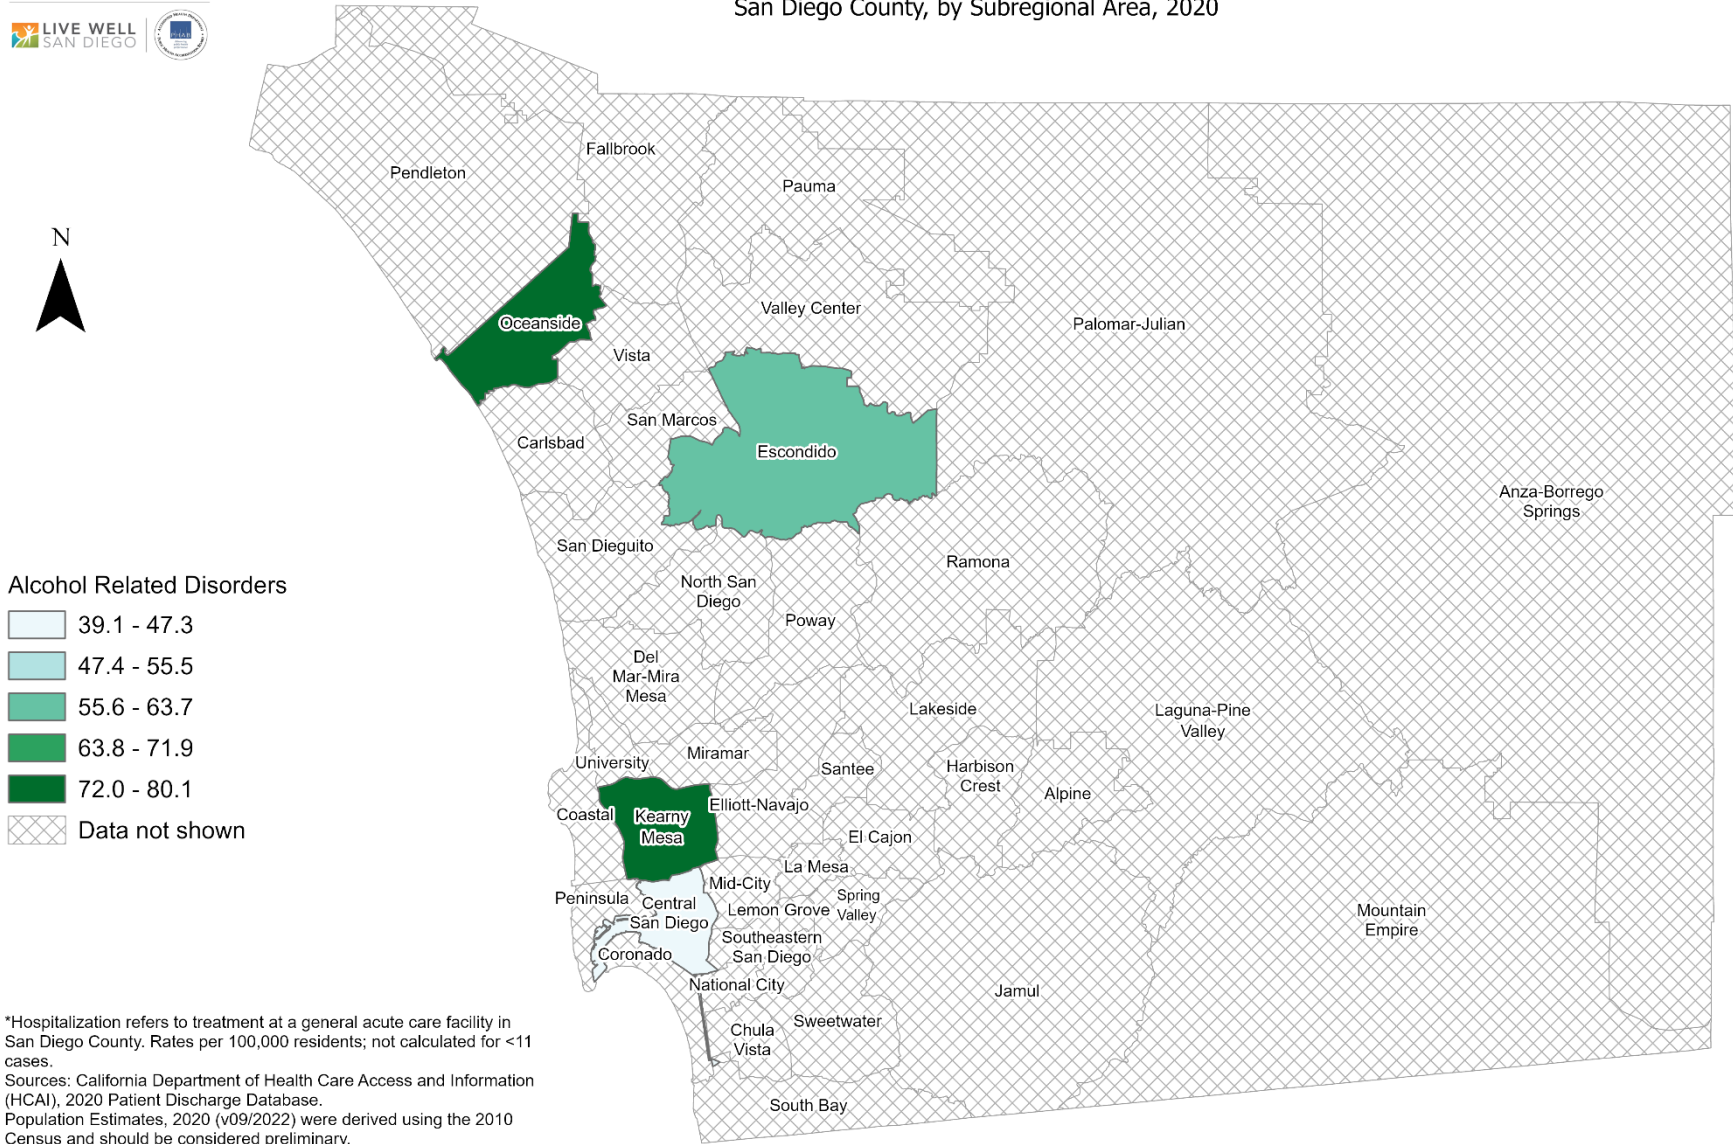 San Diego County, by Subregional Area, 2020
LIVE WELL
SAN DIEGO
PHAB
N
Fallbrook
Pendleton
Pauma
Oceanside
Valley Center
Palomar-Julian
Vista
San Marcos
Carlsbad
Escondido
Anza-Borrego
Springs
San Dieguito
Ramona
North San
Diego
Poway
Del
Mar-Mira
Mesa
Lakeside
Laguna-Pine
Valley
Miramar
University
Santee
Harbison
Crest
Alpine
Coastal
Kearny
Mesa
Elliott-Navajo
El Cajon
La Mesa
Mid-City
Peninsula
Central
San Diego
Lemon Grove
Spring
Valley
Mountain
Empire
Southeastern
San Diego
Coronado
National City
Jamul
Sweetwater
Chula
Vista
South Bay
Alcohol Related Disorders
39.1 - 47.3
47.4 - 55.5
55.6 - 63.7
63.8 - 71.9
72.0 - 80.1
Data not shown
*Hospitalization refers to treatment at a general acute care facility in
San Diego County. Rates per 100,000 residents; not calculated for <11
cases.
Sources: California Department of Health Care Access and Information
(HCAI), 2020 Patient Discharge Database.
Population Estimates, 2020 (v09/2022) were derived using the 2010
Census and should be considered preliminary.